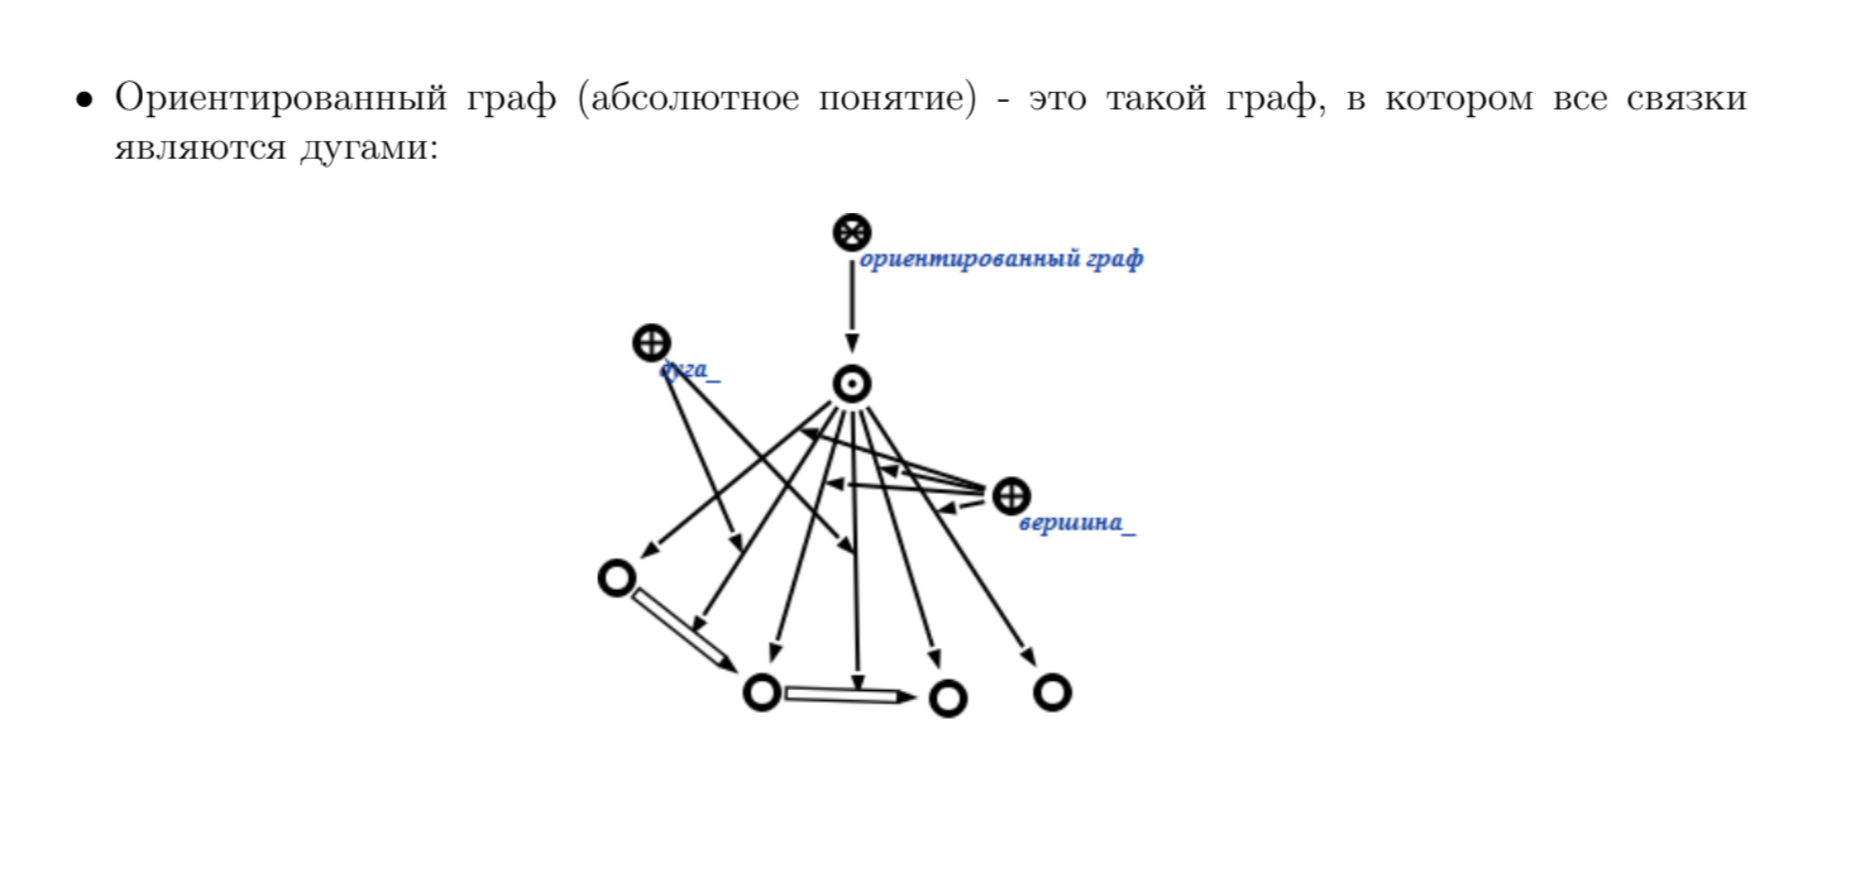 • Ориентированный граф (абсолютное понятие) - это такой граф, в котором все связки
являются дугами:
ориентированный граф
дуга_
вершина_